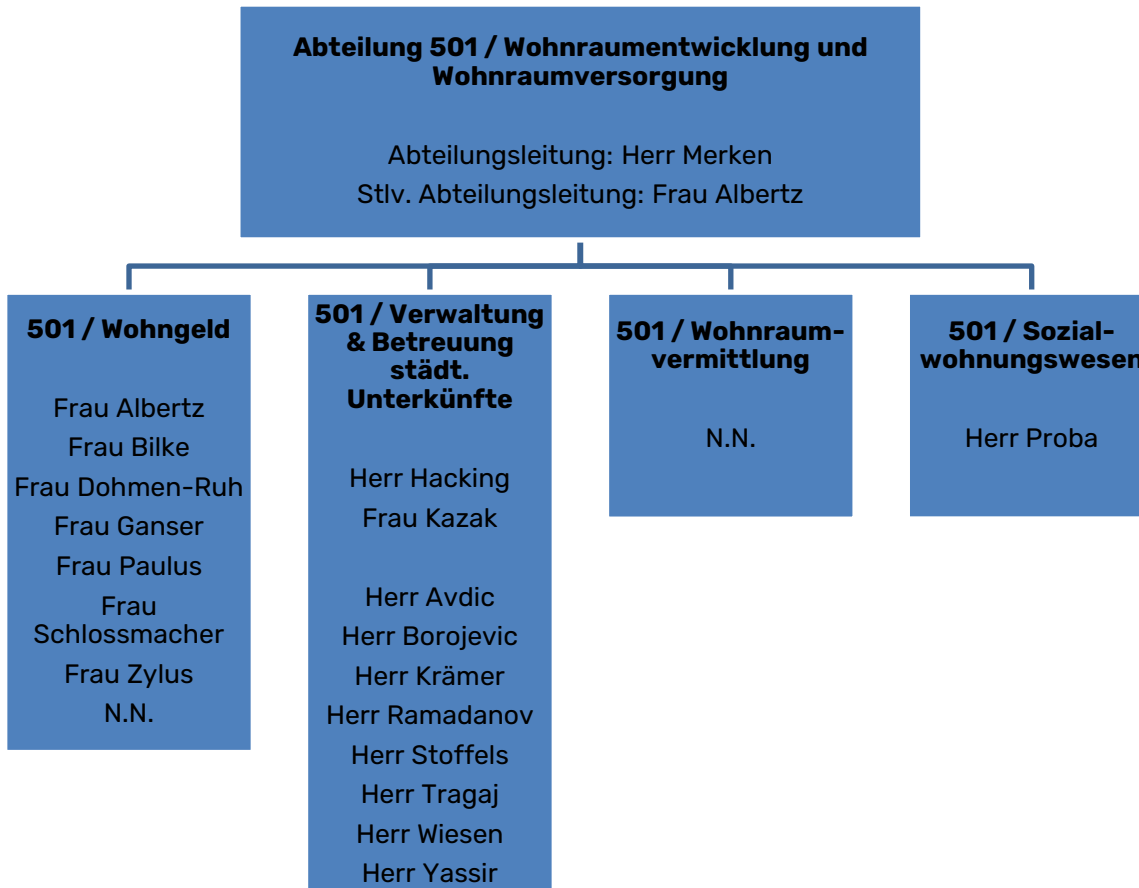 Abteilung 501 / Wohnraumentwicklung und
Wohnraumversorgung
Abteilungsleitung: Herr Merken
Stlv. Abteilungsleitung: Frau Albertz
501 / Wohngeld
Frau Albertz
Frau Bilke
Frau Dohmen-Ruh
Frau Ganser
Frau Paulus
Frau
Schlossmacher
Frau Zylus
N.N.
501 / Verwaltung
& Betreuung
städt.
Unterkünfte
Herr Hacking
Frau Kazak
Herr Avdic
Herr Borojevic
Herr Krämer
Herr Ramadanov
Herr Stoffels
Herr Tragaj
Herr Wiesen
Herr Yassir
501 / Wohnraum-
vermittlung
N.N.
501 / Sozial-
wohnungswesen
Herr Proba